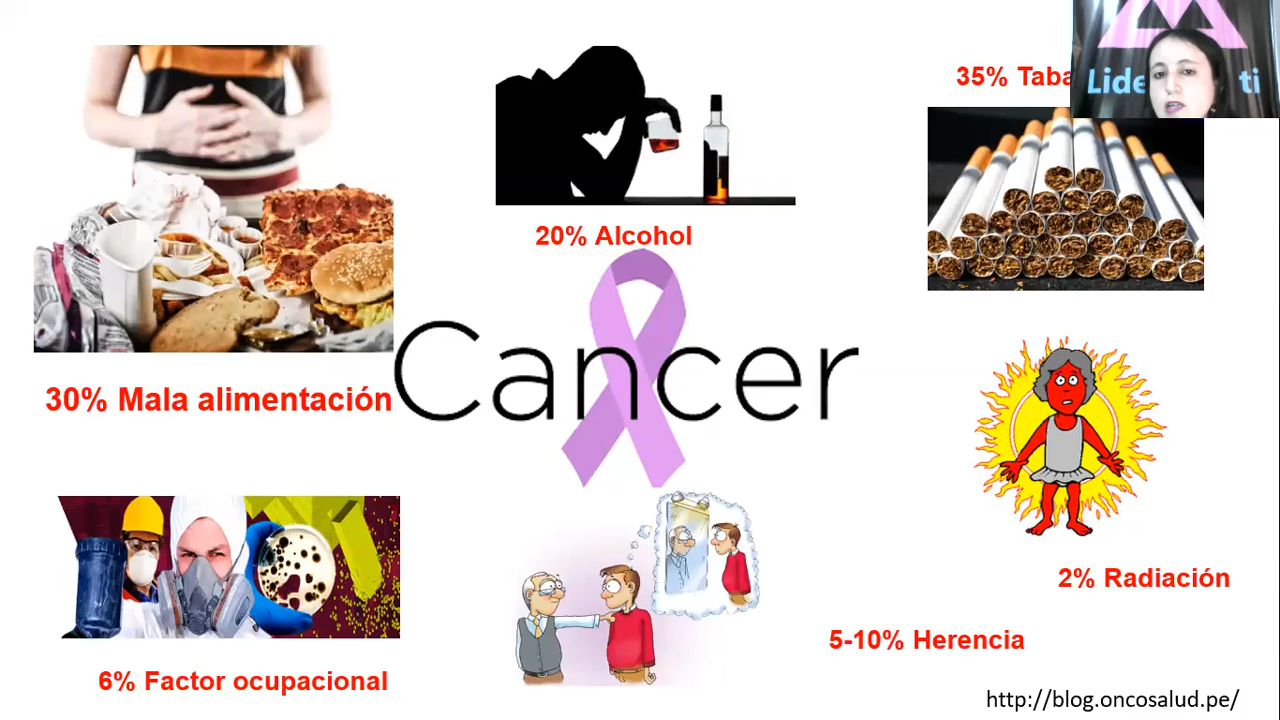 35% Taba
Lide ti
20% Alcohol
Cancer
30% Mala alimentación
2% Radiación
5-10% Herencia
6% Factor ocupacional
http://blog.oncosalud.pe/